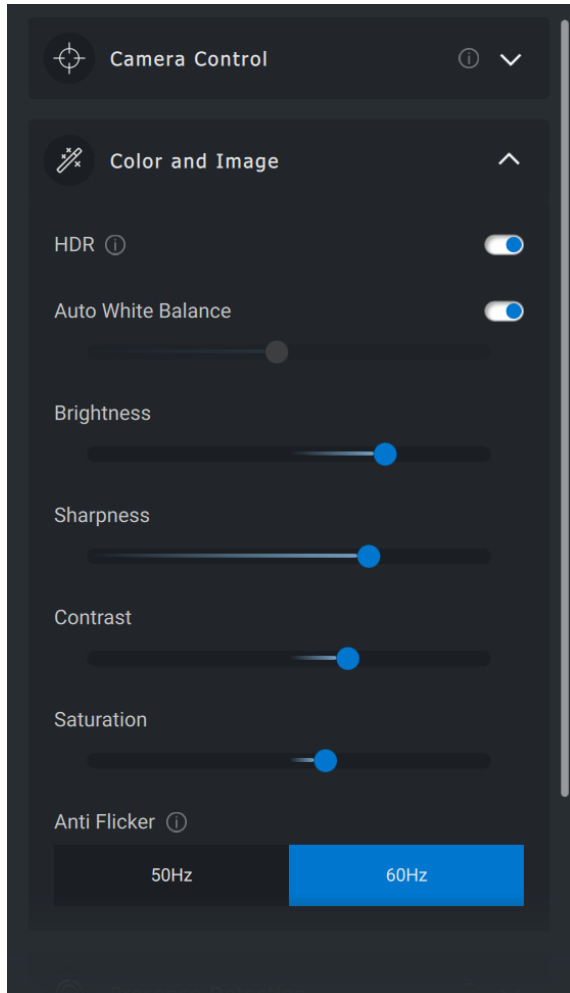 Camera Control
Color and Image
HDR
Auto White Balance
Brightness
Sharpness
Contrast
Saturation
Anti Flicker
50Hz 60Hz